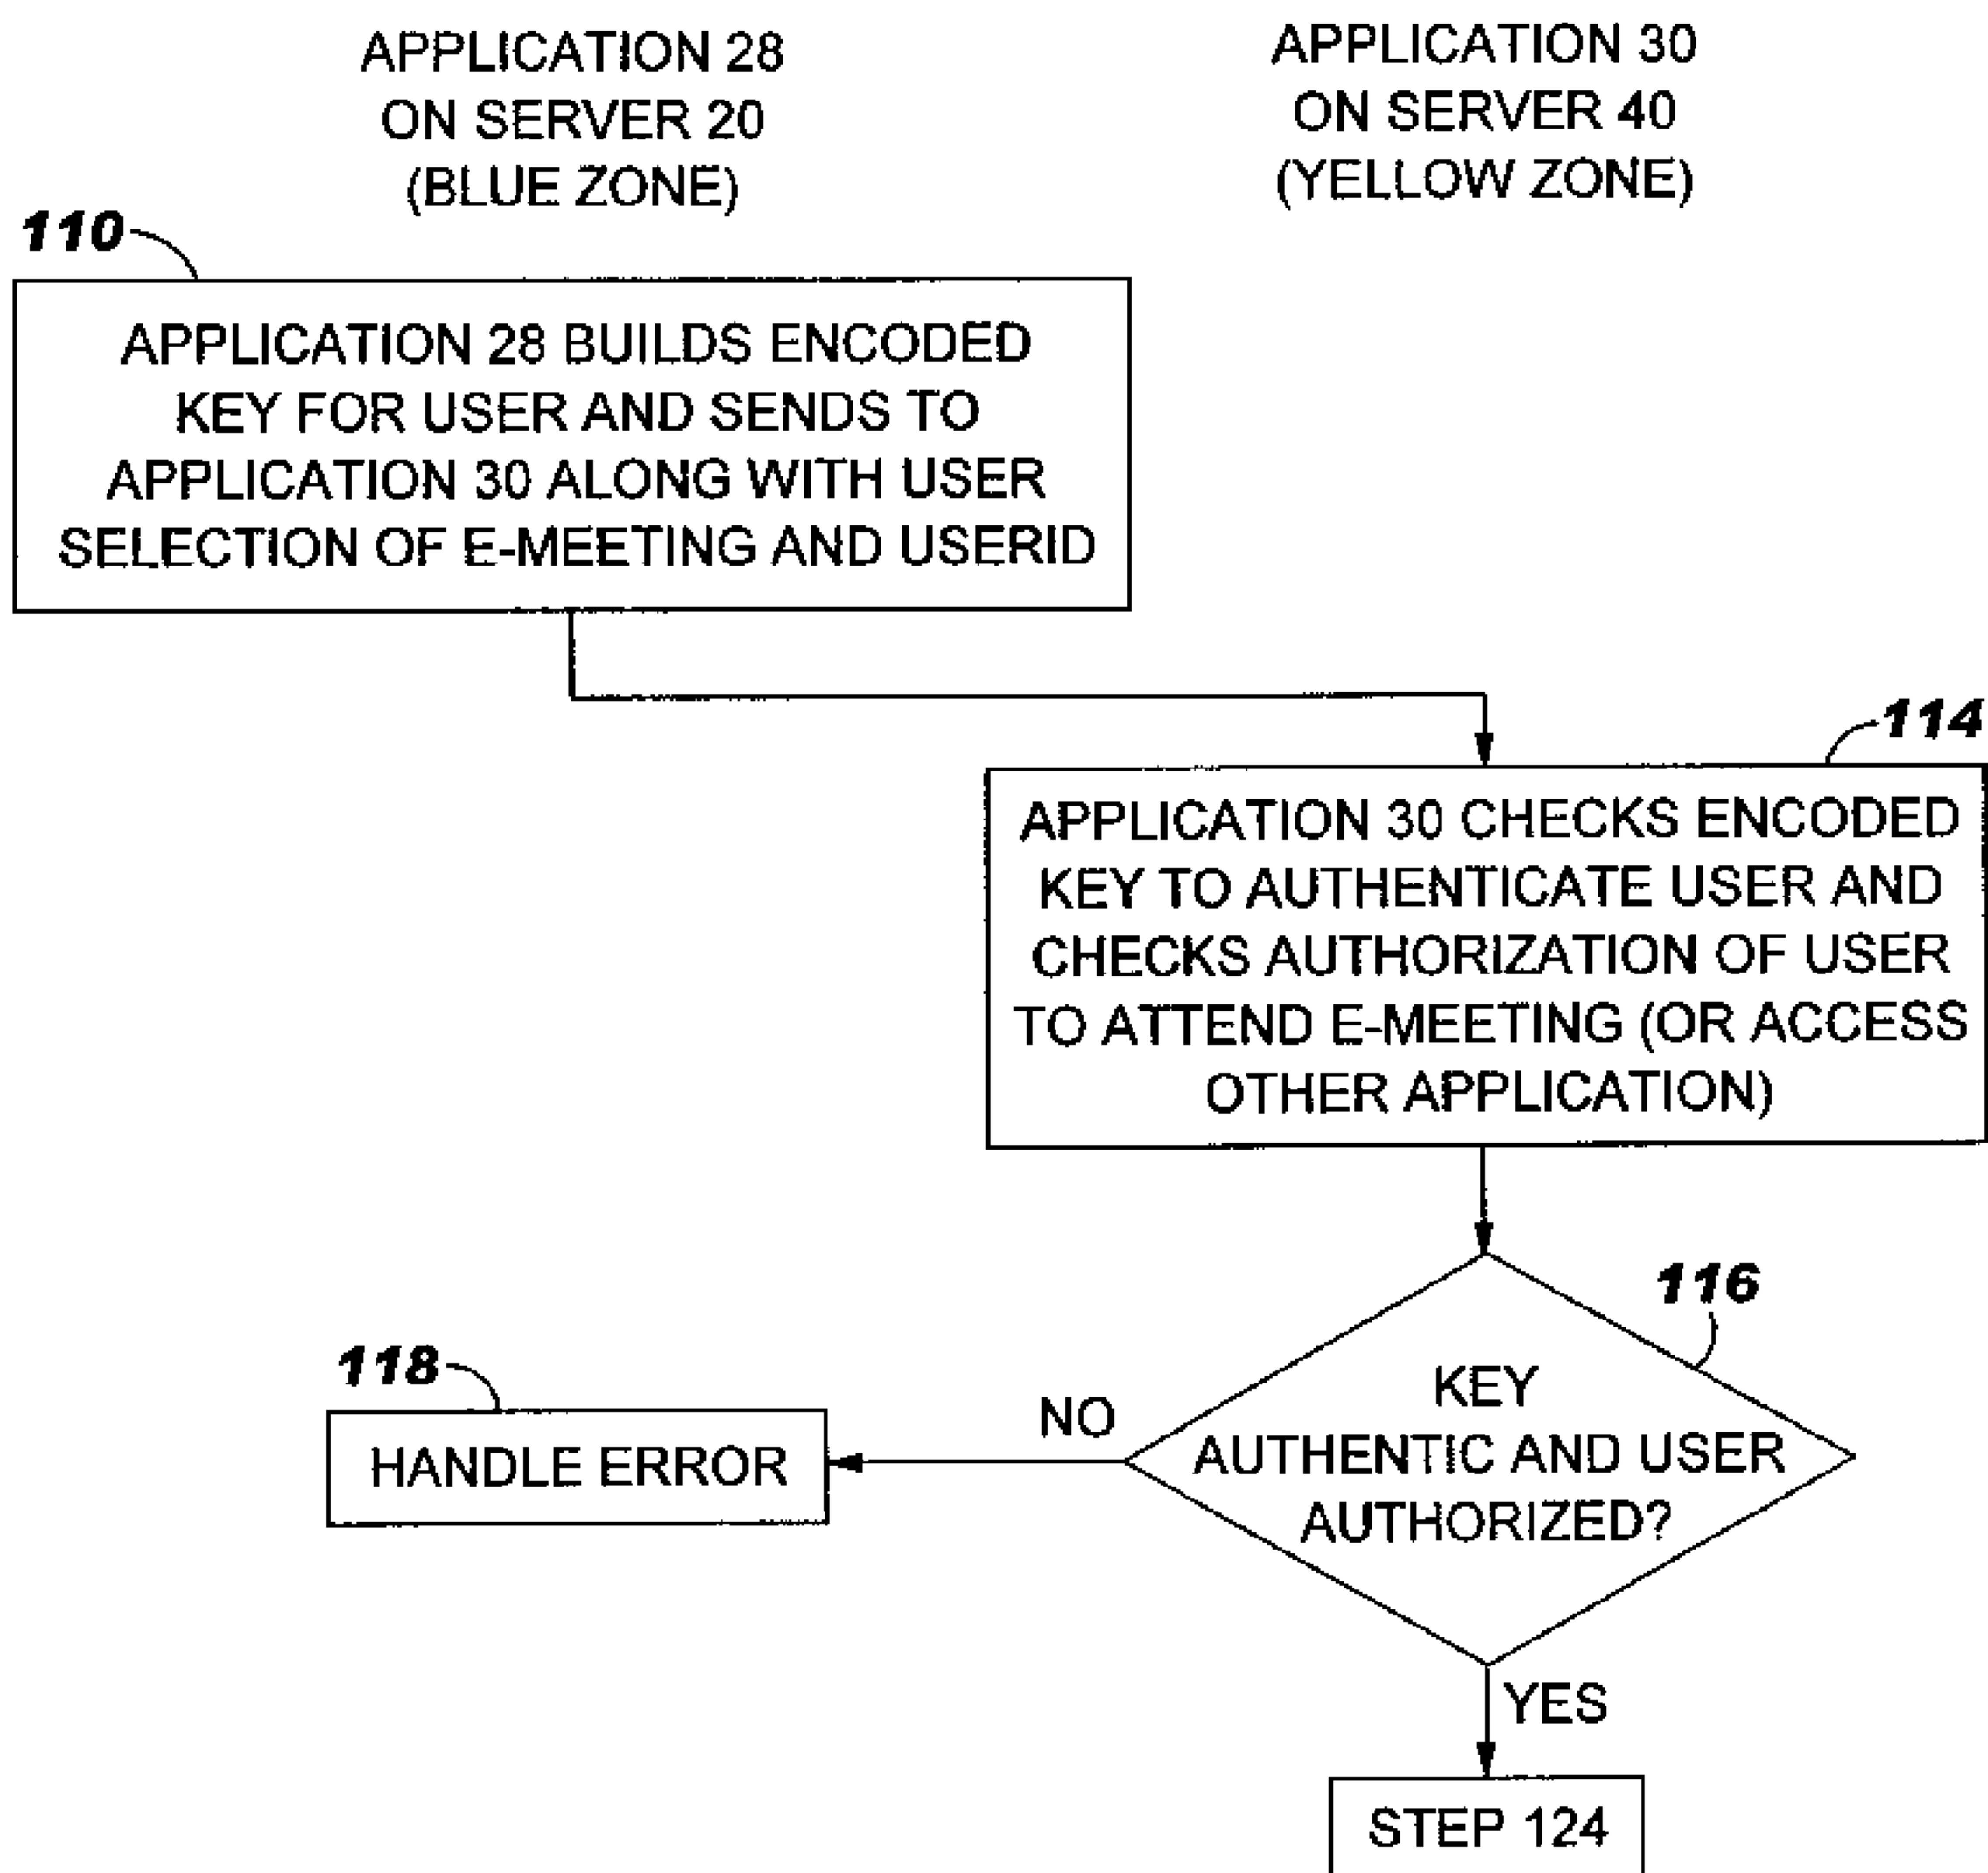 APPLICATION 28
ON SERVER 20
(BLUE ZONE)
APPLICATION 30
ON SERVER 40
(YELLOW ZONE)
110
APPLICATION 28 BUILDS ENCODED
KEY FOR USER AND SENDS TO
APPLICATION 30 ALONG WITH USER
SELECTION OF E-MEETING AND USERID
114
APPLICATION 30 CHECKS ENCODED
KEY TO AUTHENTICATE USER AND
CHECKS AUTHORIZATION OF USER
TO ATTEND E-MEETING (OR ACCESS
OTHER APPLICATION)
116
KEY
AUTHENTIC AND USER
AUTHORIZED?
NO
118
HANDLE ERROR
YES
STEP 124